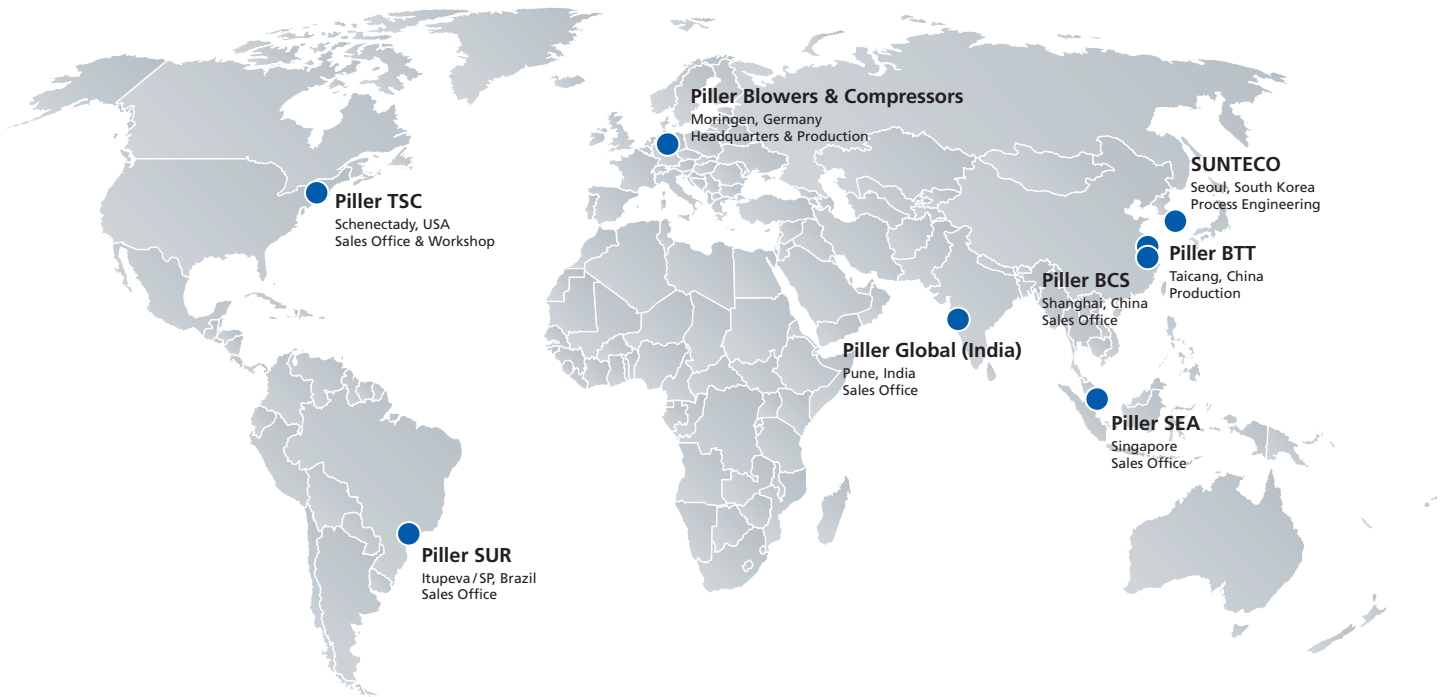 Piller Blowers & Compressors
Moringen, Germany
Headquarters & Production
SUNTECO
Seoul, South Korea
Process Engineering
Piller TSC
Schenectady, USA
Sales Office & Workshop
Piller BTT
Taicang, China
Production
Piller BCS
Shanghai, China
Sales Office
Piller Global (India)
Pune, India
Sales Office
Piller SEA
Singapore
Sales Office
Piller SUR
Itupeva/SP, Brazil
Sales Office